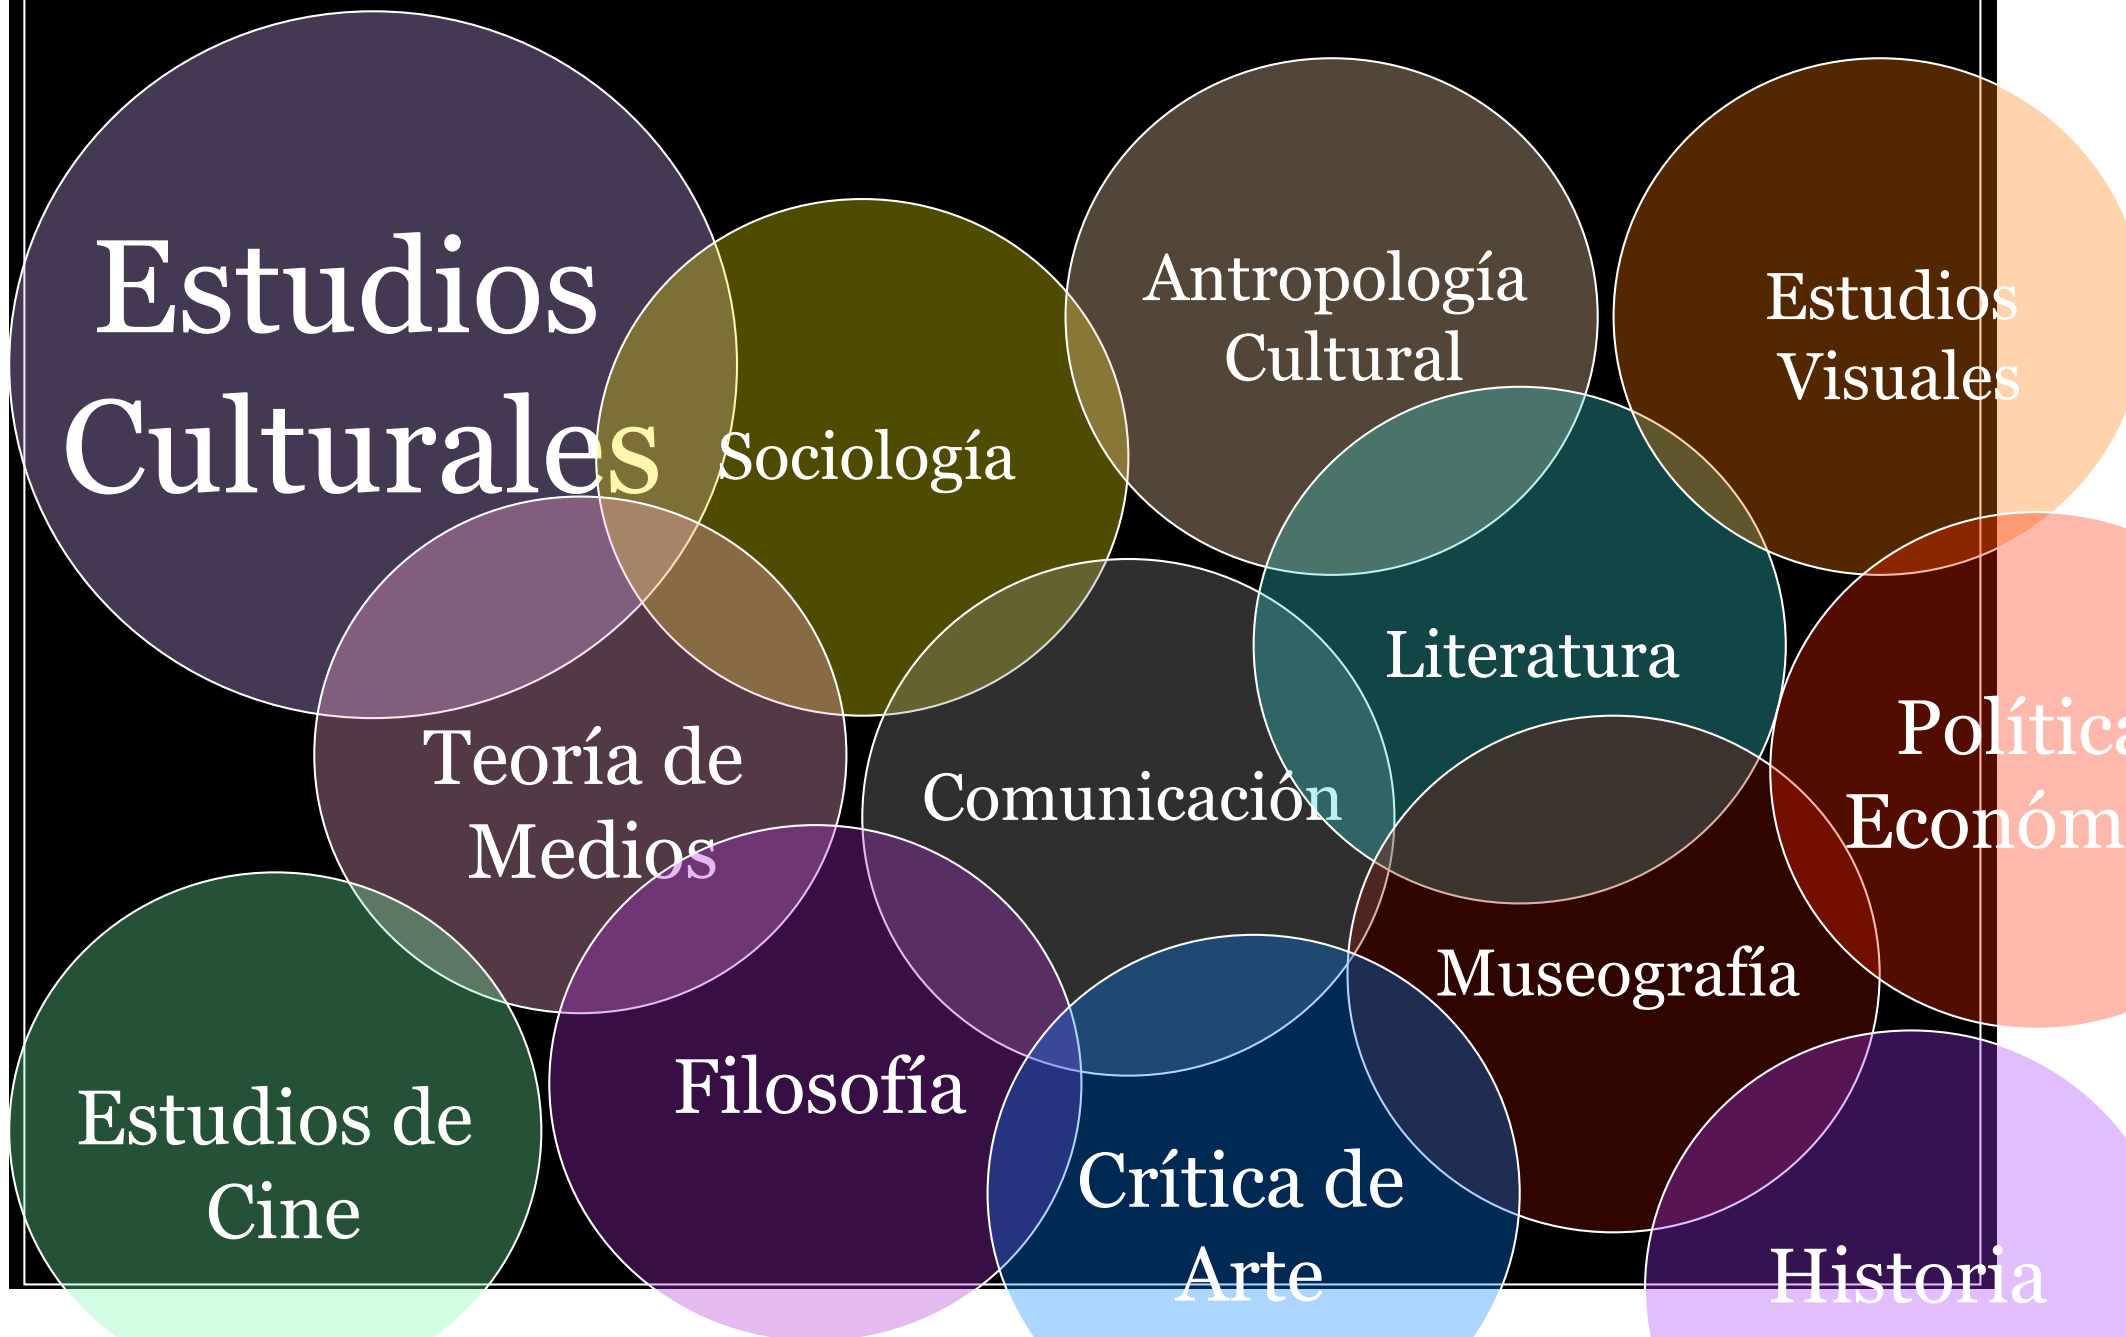 Estudios
Culturales
Sociología
Antropología
Cultural
Estudios
Visuales
Literatura
Teoría de
Medios
Comunicación
Museografía
Estudios de
Cine
Filosofía
Crítica de
Arte
Historia